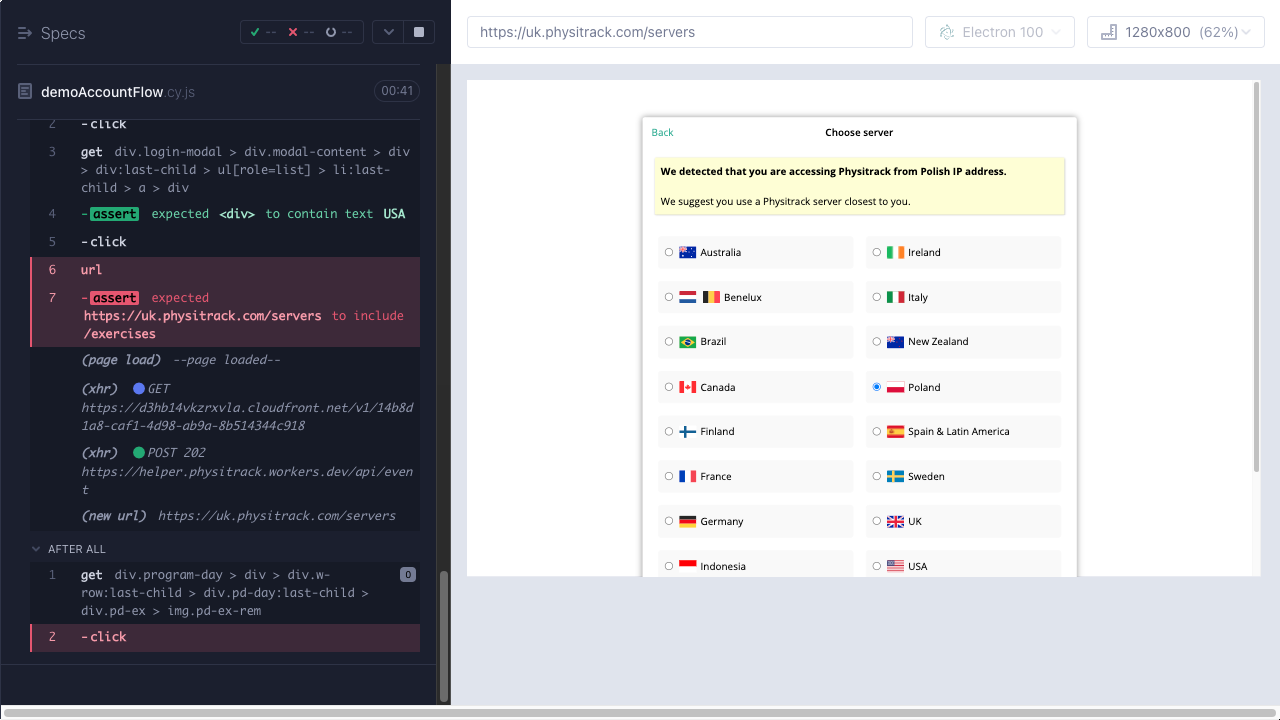 Specs
-- -- --
demoAccountFlow.cy.js
00:41
2 -click
3 get div.login-modal > div.modal-content > div
> div:last-child > ul[role=list] > li:last-
child > a > div
4 -assert expected <div> to contain text USA
5 -click
6 url
7 -assert expected
https://uk.physitrack.com/servers to include
/exercises
(page load) --page loaded--
(xhr) GET
https://d3hb14vkzrxvla.cloudfront.net/v1/14b8d
1a8-caf1-4d98-ab9a-8b514344c918
(xhr) POST 202
https://helper.physitrack.workers.dev/api/even
t
(new url) https://uk.physitrack.com/servers
AFTER ALL
1 get div.program-day > div > div.w- 0
row:last-child > div.pd-day:last-child >
div.pd-ex > img.pd-ex-rem
2 -click
https://uk.physitrack.com/servers
Electron 100
1280x800 (62%)
Back
Choose server
We detected that you are accessing Physitrack from Polish IP address.
We suggest you use a Physitrack server closest to you.
Australia
Ireland
Benelux
Italy
Brazil
New Zealand
Canada
Poland
Finland
Spain & Latin America
France
Sweden
Germany
UK
Indonesia
USA